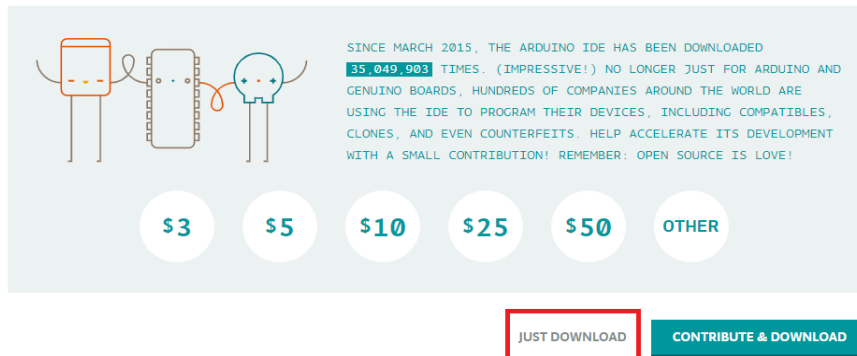 SINCE MARCH 2015, THE ARDUINO IDE HAS BEEN DOWNLOADED
35,049,903 TIMES. (IMPRESSIVE!) NO LONGER JUST FOR ARDUINO AND
GENUINO BOARDS, HUNDREDS OF COMPANIES AROUND THE WORLD ARE
USING THE IDE TO PROGRAM THEIR DEVICES, INCLUDING COMPATIBLES,
CLONES, AND EVEN COUNTERFEITS. HELP ACCELERATE ITS DEVELOPMENT
WITH A SMALL CONTRIBUTION! REMEMBER: OPEN SOURCE IS LOVE!
$3 $5 $10 $25 $50 OTHER
JUST DOWNLOAD CONTRIBUTE & DOWNLOAD